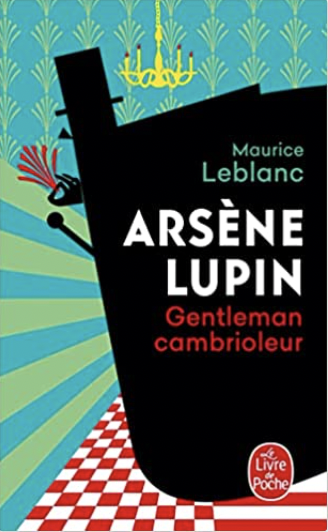 Maurice
Leblanc
ARSÈNE
LUPIN
Gentleman
cambrioleur
Le
Livre
de
Poche